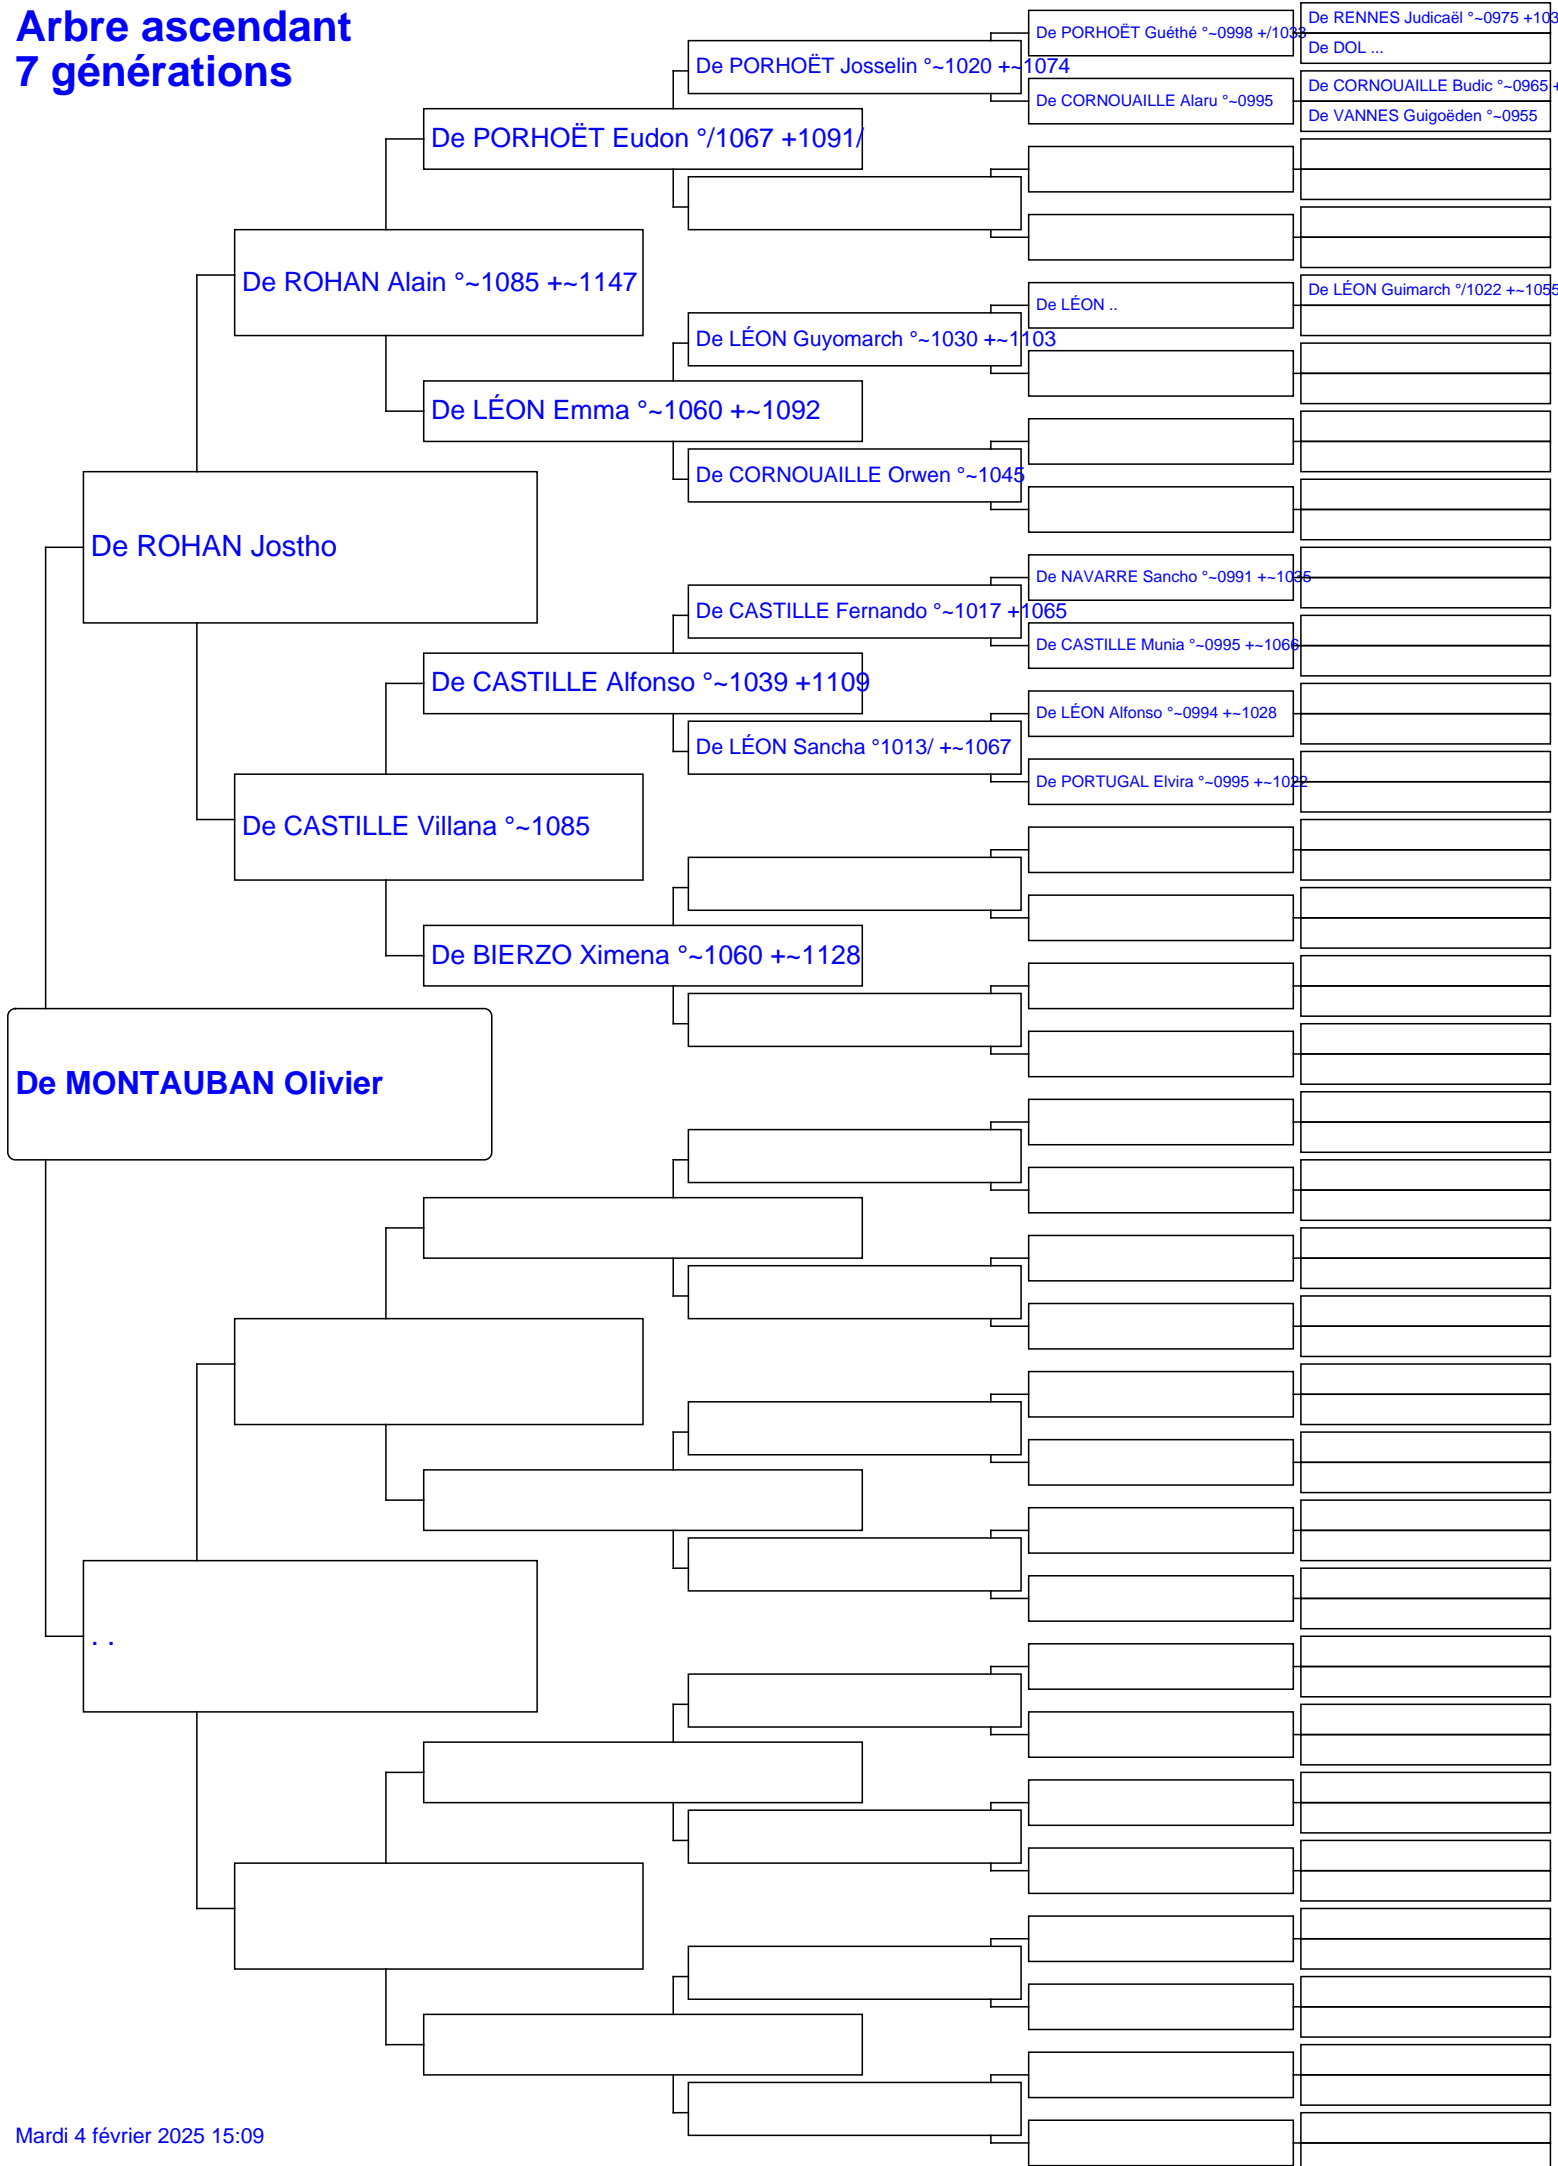 Arbre ascendant
7 générations
De RENNES Judicaël °~0975 +103
De PORHOËT Guéthé °~0998 +/1033
De DOL ...
De PORHOËT Josselin °~1020 +~1074
De CORNOUAILLE Budic °~0965 +
De CORNOUAILLE Alaru °~0995
De VANNES Guigoëden °~0955
De PORHOËT Eudon °/1067 +1091/
De ROHAN Alain °~1085 +~1147
De LÉON Guimarch °/1022 +~1055
De LÉON ..
De LÉON Guyomarch °~1030 +~1103
De LÉON Emma °~1060 +~1092
De CORNOUAILLE Orwen °~1045
De ROHAN Jostho
De NAVARRE Sancho °~0991 +~1035
De CASTILLE Fernando °~1017 +1065
De CASTILLE Munia °~0995 +~1066
De CASTILLE Alfonso °~1039 +1109
De LÉON Alfonso °~0994 +~1028
De LÉON Sancha °1013/ +~1067
De PORTUGAL Elvira °~0995 +~1022
De CASTILLE Villana °~1085
De BIERZO Ximena °~1060 +~1128
De MONTAUBAN Olivier
. .
Mardi 4 février 2025 15:09